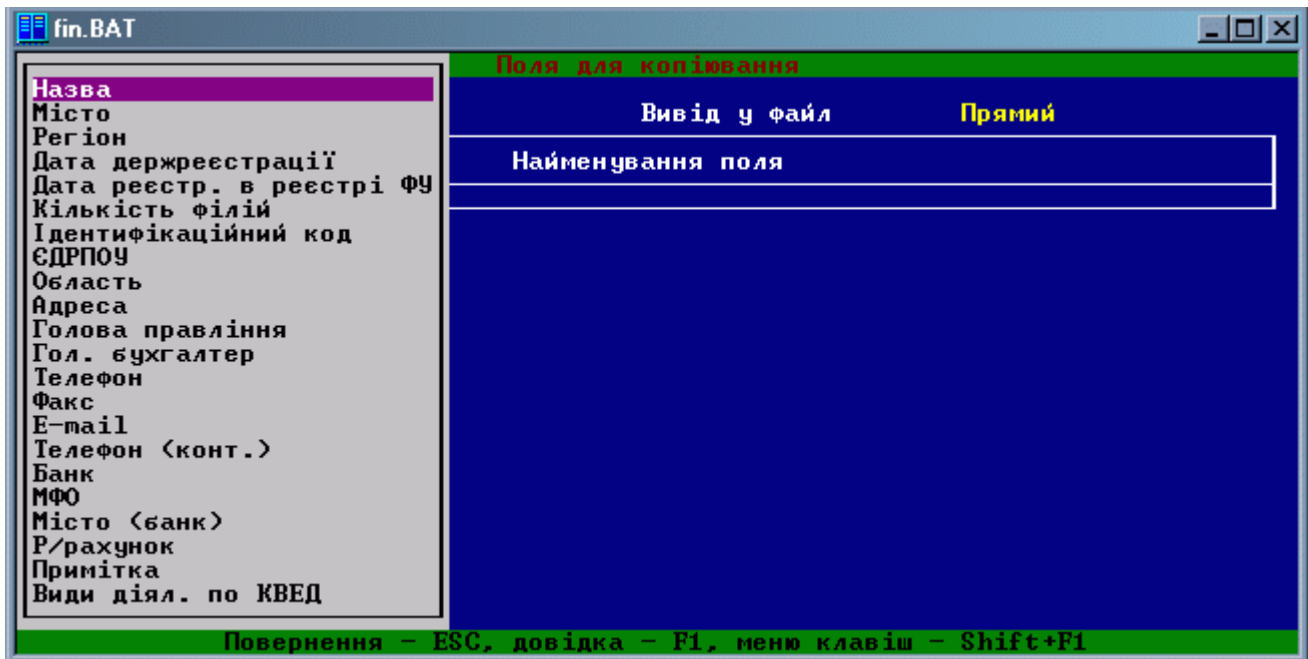 fin.BAT
Поля для копіювання
Вивід у файл Прямий
Найменування поля
Назва
Місто
Регіон
Дата держреєстрації
Дата реєстр. в реєстрі ФУ
Кількість філій
Ідентифікаційний код
ЄДРПОУ
Область
Адреса
Голова правління
Гол. бухгалтер
Телефон
Факс
E-mail
Телефон (конт.)
Банк
МФО
Місто (банк)
Р/рахунок
Примітка
Види діял. по КВЕД
Повернення - ESC, довідка - F1, меню клавіш - Shift+F1